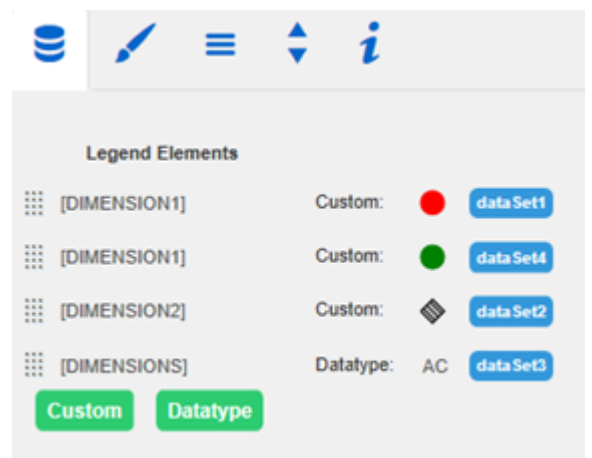 Legend Elements
[DIMENSION1] Custom: dataSet1
[DIMENSION1] Custom: dataSet4
[DIMENSION2] Custom: dataSet2
[DIMENSIONS] Datatype: AC dataSet3
Custom Datatype